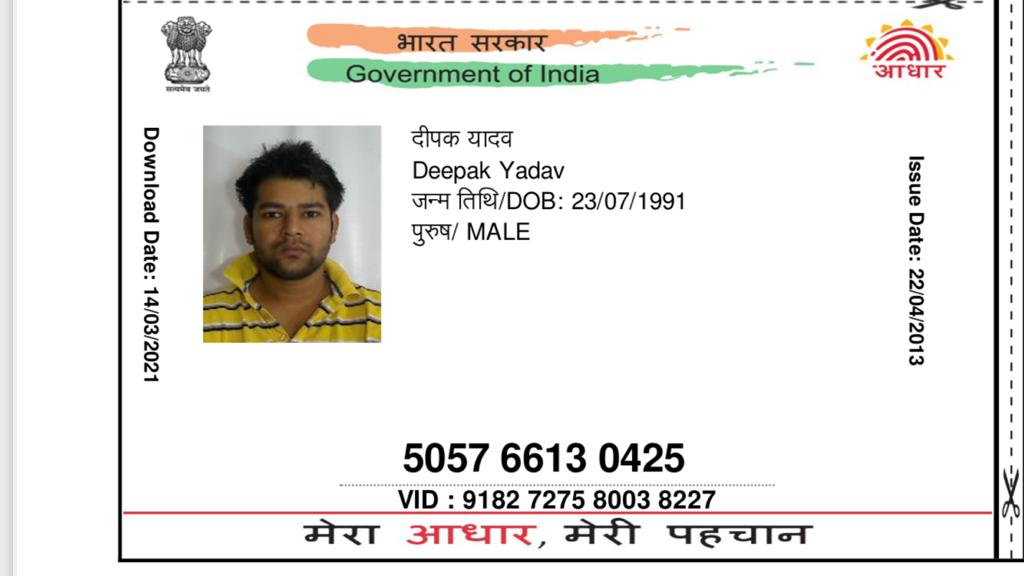 भारत सरकार
Government of India
सत्यमेव जयते
आधार
Download Date: 14/03/2021
दीपक यादव
Deepak Yadav
जन्म तिथि/DOB: 23/07/1991
पुरुष/ MALE
Issue Date: 22/04/2013
5057 6613 0425
VID : 9182 7275 8003 8227
मेरा आधार, मेरी पहचान